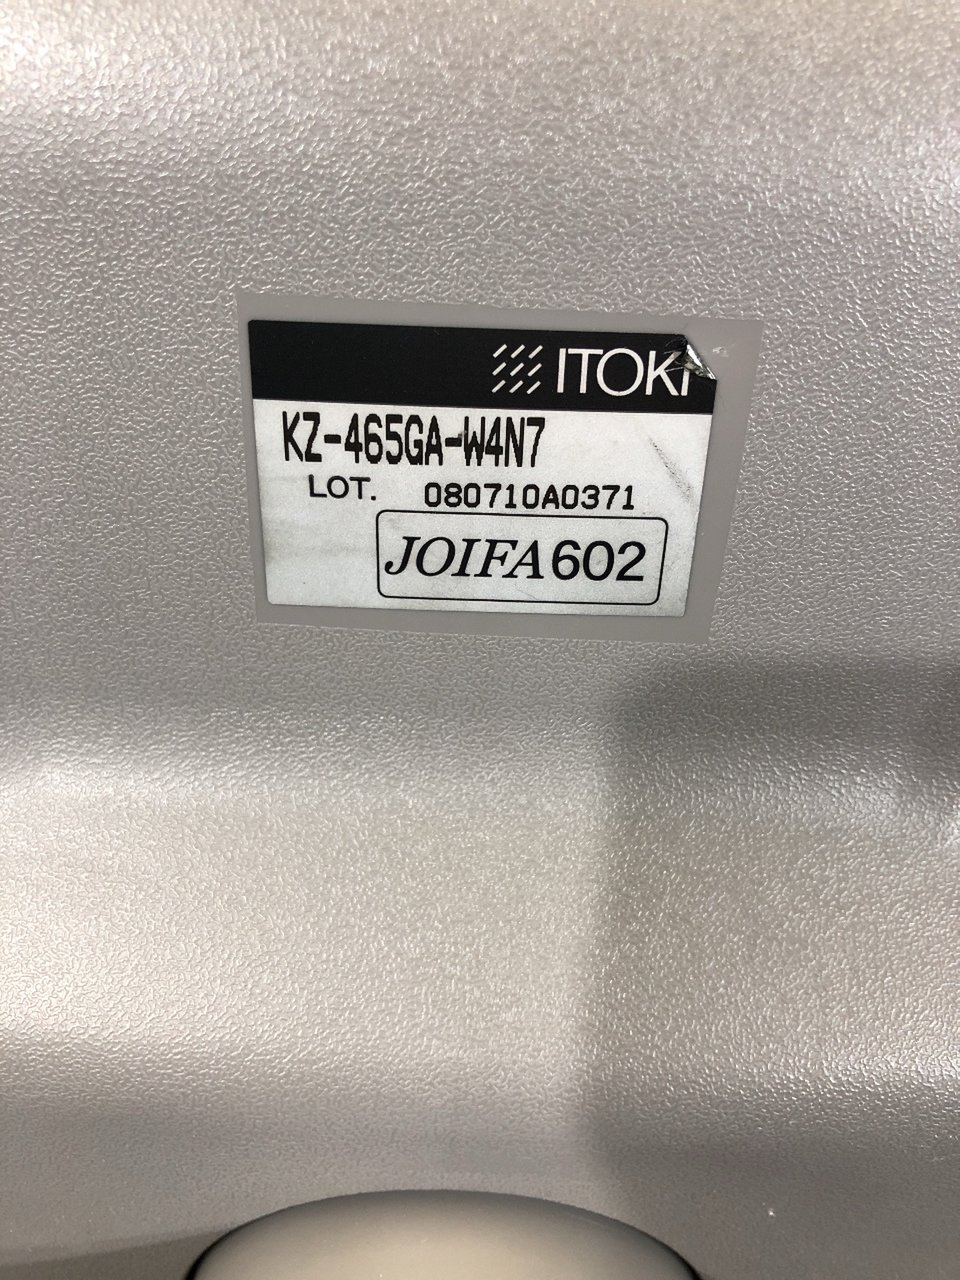 ITOKI
KZ-465GA-W4N7
LOT. 080710A0371
JOIFA602